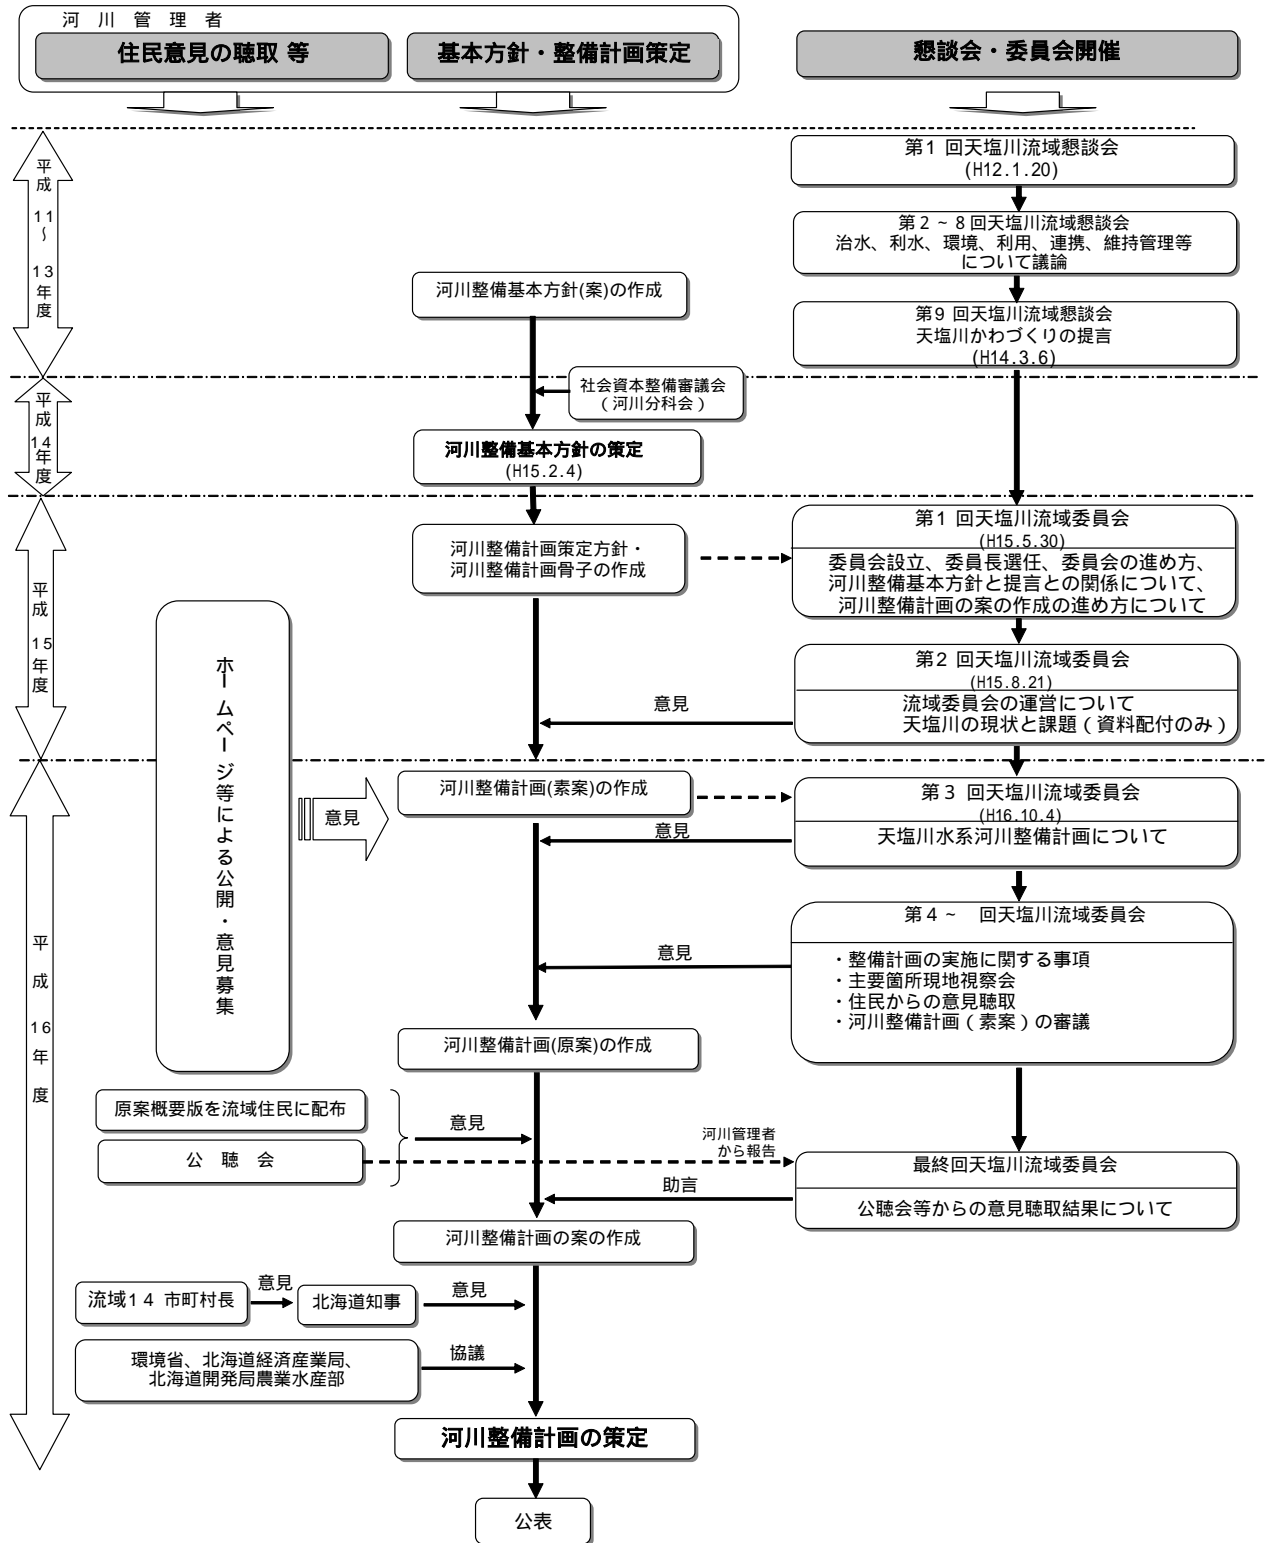 河 川 管 理 者
住民意見の聴取 等
基本方針・整備計画策定
懇談会・委員会開催
平成
11
～
13
年度
第1 回天塩川流域懇談会
(H12.1.20)
第2 ~ 8回天塩川流域懇談会
治水、利水、環境、利用、連携、維持管理等
について議論
河川整備基本方針(案)の作成
第9 回天塩川流域懇談会
天塩川かわづくりの提言
(H14.3.6)
平成
14
年度
社会資本整備審議会
（河川分科会）
河川整備基本方針の策定
(H15.2.4)
平成
15
年度
河川整備計画策定方針・
河川整備計画骨子の作成
第1 回天塩川流域委員会
(H15.5.30)
委員会設立、委員長選任、委員会の進め方、
河川整備基本方針と提言との関係について、
河川整備計画の案の作成の進め方について
第2 回天塩川流域委員会
(H15.8.21)
流域委員会の運営について
天塩川の現状と課題（資料配付のみ）
意見
ホームページ等による公開・意見募集
平成
16
年度
意見
河川整備計画(素案)の作成
第3 回天塩川流域委員会
(H16.10.4)
天塩川水系河川整備計画について
意見
第4~　回天塩川流域委員会
・整備計画の実施に関する事項
・主要箇所現地視察会
・住民からの意見聴取
・河川整備計画（素案）の審議
意見
河川整備計画(原案)の作成
原案概要版を流域住民に配布
公 聴 会
意見
河川管理者
から報告
最終回天塩川流域委員会
公聴会等からの意見聴取結果について
助言
河川整備計画の案の作成
流域14 市町村長
意見
北海道知事
意見
環境省、北海道経済産業局、
北海道開発局農業水産部
協議
河川整備計画の策定
公表